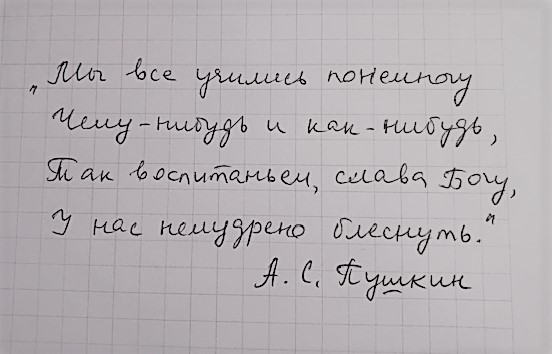 „Мы все учились понемногу
Чему-нибудь и как-нибудь,
Так воспитаньем, слава Богу,
У нас немудрено блеснуть."
А. С. Пушкин